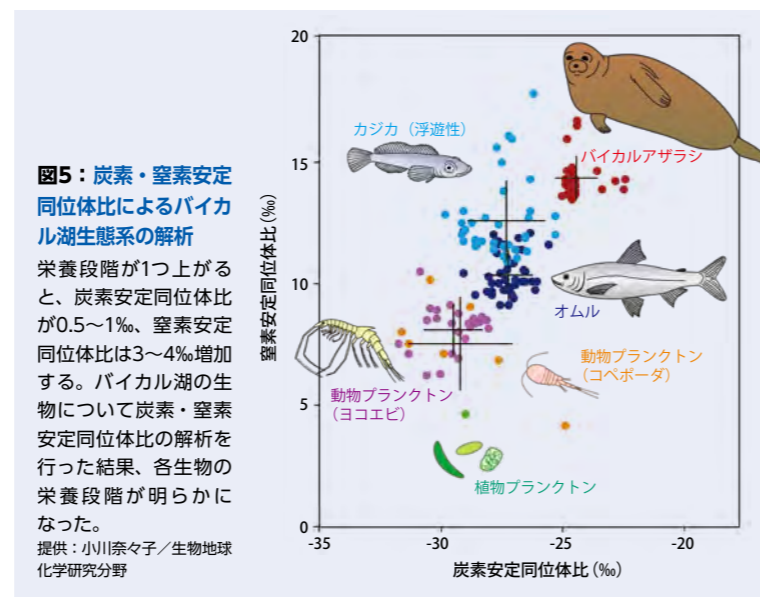 図5：炭素・窒素安定
同位体比によるバイカ
ル湖生態系の解析
栄養段階が1つ上がる
と、炭素安定同位体比
が0.5〜1‰、窒素安定
同位体比は3〜4‰増加
する。バイカル湖の生
物について炭素・窒素
安定同位体比の解析を
行った結果、各生物の
栄養段階が明らかに
なった。
提供：小川奈々子／生物地球
化学研究分野
窒素安定同位体比（‰）
20
15
10
5
0
カジカ（浮遊性）
バイカルアザラシ
オムル
動物プランクトン
（コペポーダ）
動物プランクトン
（ヨコエビ）
植物プランクトン
-35
-30
-25
-20
炭素安定同位体比（‰）